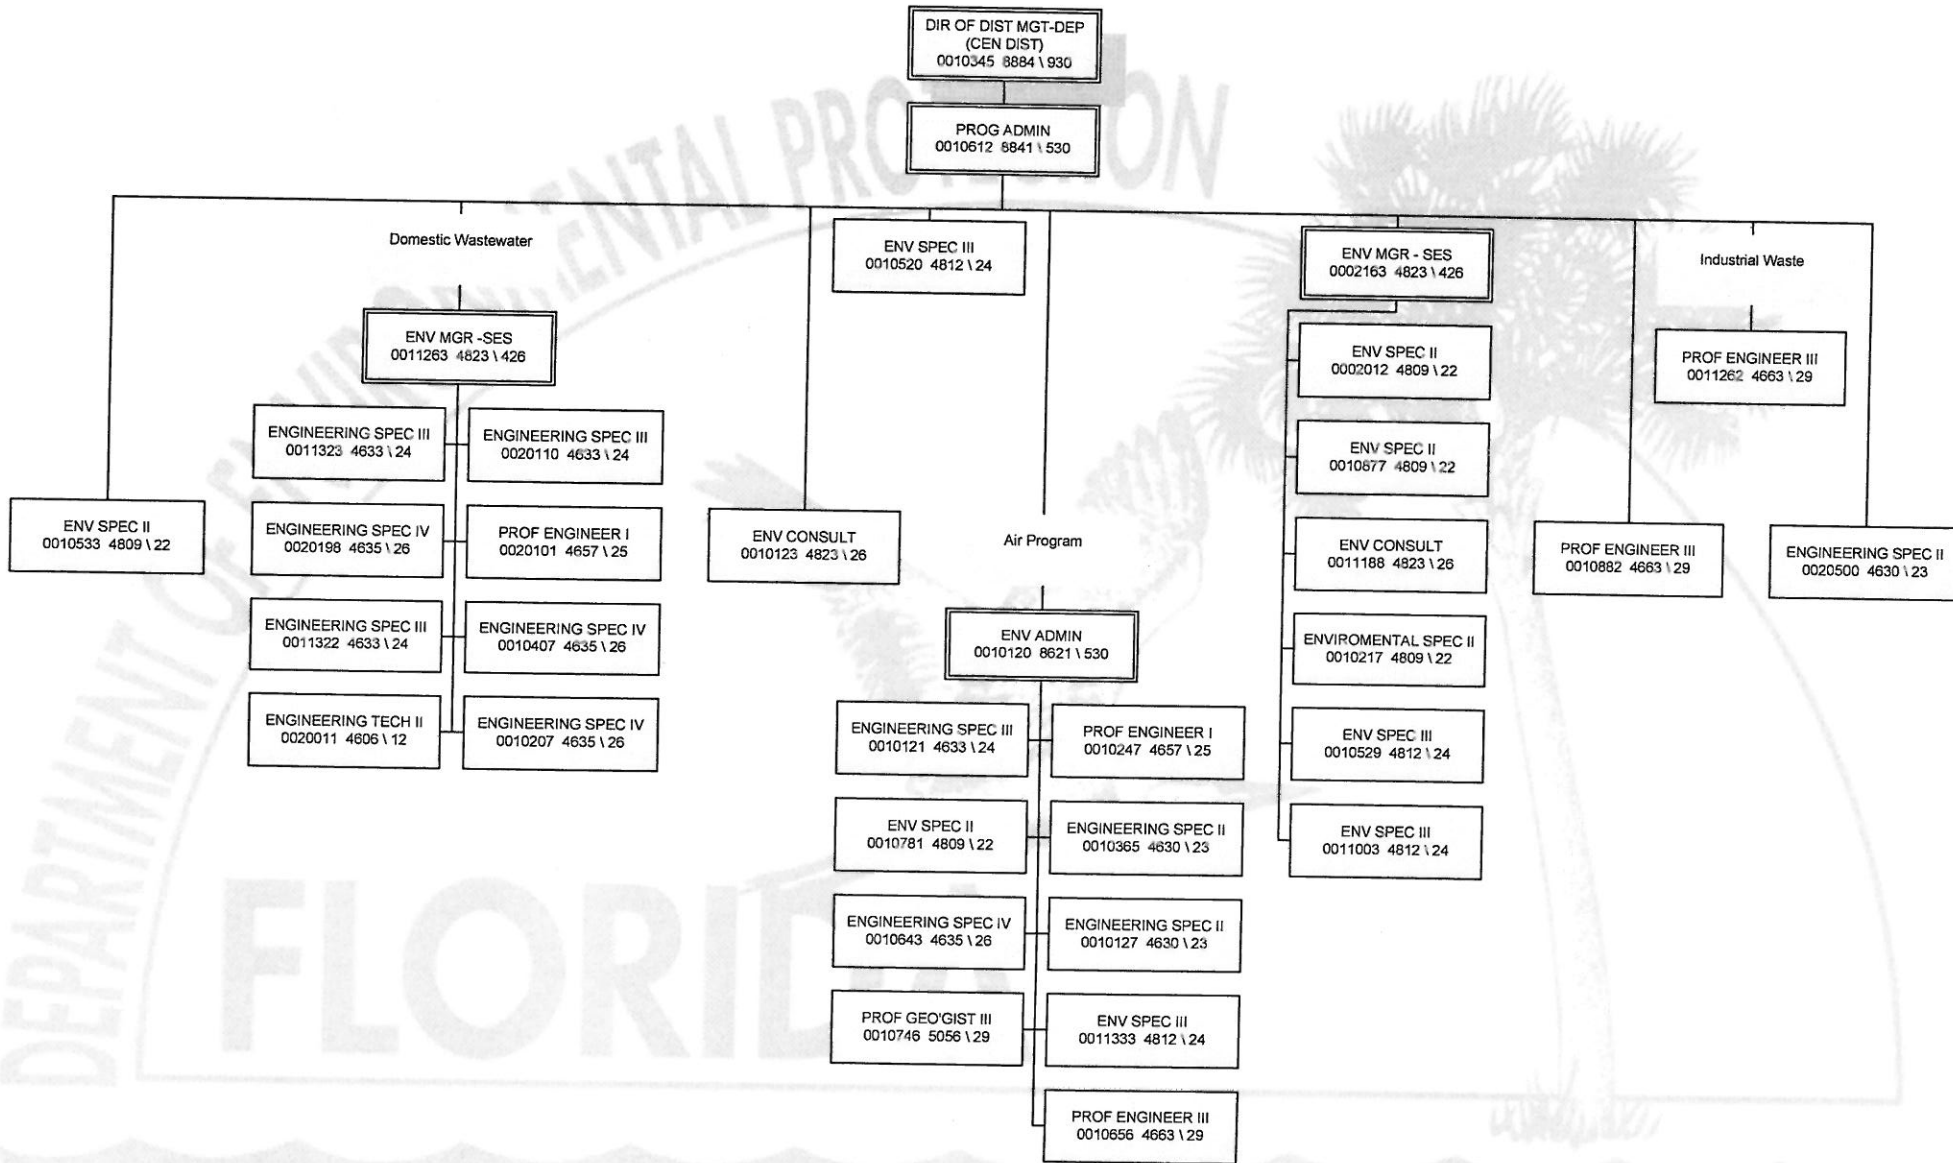 DIR OF DIST MGT-DEP
(CEN DIST)
0010345 8884 \ 930
PROG ADMIN
0010612 8841 \ 530
Domestic Wastewater
ENV SPEC III
0010520 4812 \ 24
ENV MGR - SES
0002163 4823 \ 426
Industrial Waste
ENV MGR -SES
0011263 4823 \ 426
ENV SPEC II
0002012 4809 \ 22
PROF ENGINEER III
0011262 4663 \ 29
ENGINEERING SPEC III
0011323 4633 \ 24
ENGINEERING SPEC III
0020110 4633 \ 24
ENV SPEC II
0010877 4809 \ 22
ENV SPEC II
0010533 4809 \ 22
ENGINEERING SPEC IV
0020198 4635 \ 26
PROF ENGINEER I
0020101 4657 \ 25
ENV CONSULT
0010123 4823 \ 26
Air Program
ENV CONSULT
0011188 4823 \ 26
PROF ENGINEER III
0010882 4663 \ 29
ENGINEERING SPEC II
0020500 4630 \ 23
ENGINEERING SPEC III
0011322 4633 \ 24
ENGINEERING SPEC IV
0010407 4635 \ 26
ENV ADMIN
0010120 8621 \ 530
ENVIROMENTAL SPEC II
0010217 4809 \ 22
ENGINEERING TECH II
0020011 4606 \ 12
ENGINEERING SPEC IV
0010207 4635 \ 26
ENGINEERING SPEC III
0010121 4633 \ 24
PROF ENGINEER I
0010247 4657 \ 25
ENV SPEC III
0010529 4812 \ 24
ENV SPEC II
0010781 4809 \ 22
ENGINEERING SPEC II
0010365 4630 \ 23
ENV SPEC III
0011003 4812 \ 24
ENGINEERING SPEC IV
0010643 4635 \ 26
ENGINEERING SPEC II
0010127 4630 \ 23
PROF GEO'GIST III
0010746 5056 \ 29
ENV SPEC III
0011333 4812 \ 24
PROF ENGINEER III
0010656 4663 \ 29
DEPARTMENT OF ENVIRONMENTAL PROTECTION
FLORIDA